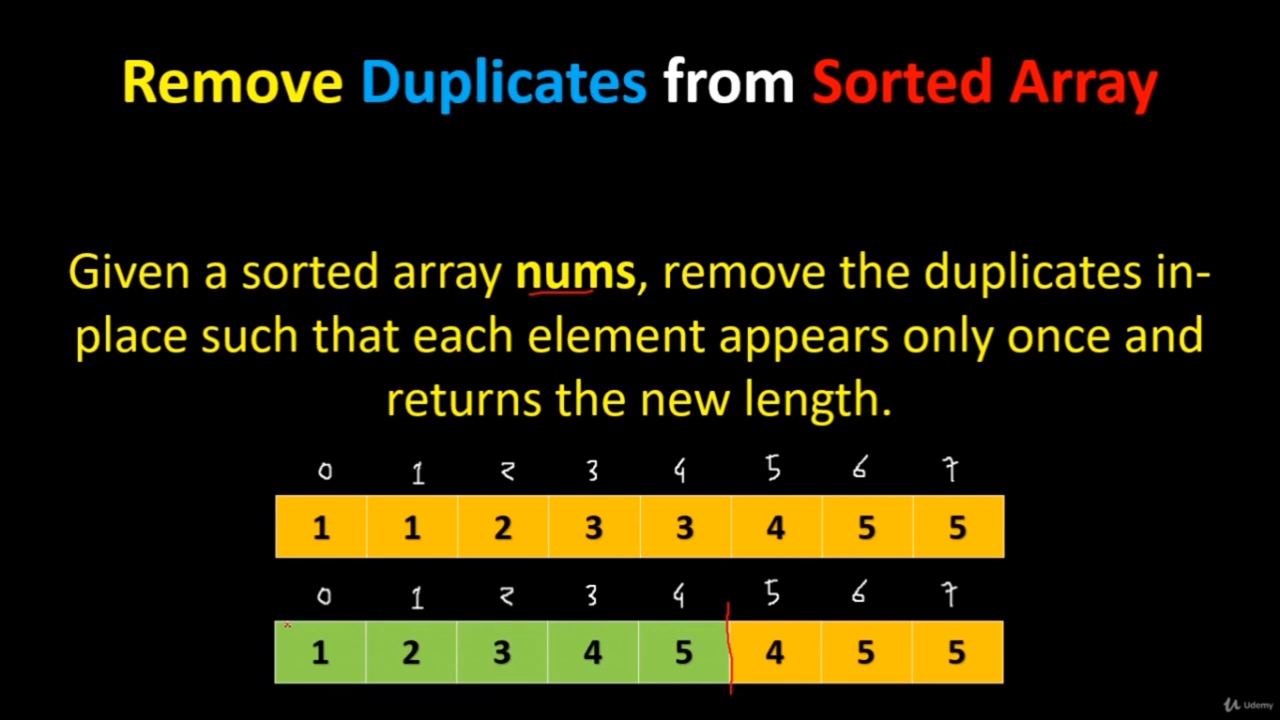 Remove Duplicates from Sorted Array
Given a sorted array nums, remove the duplicates in-
place such that each element appears only once and
returns the new length.
0 1 2 3 4 5 6 7
1 1 2 3 3 4 5 5
0 1 2 3 4 5 6 7
1 2 3 4 5 4 5 5
Udemy